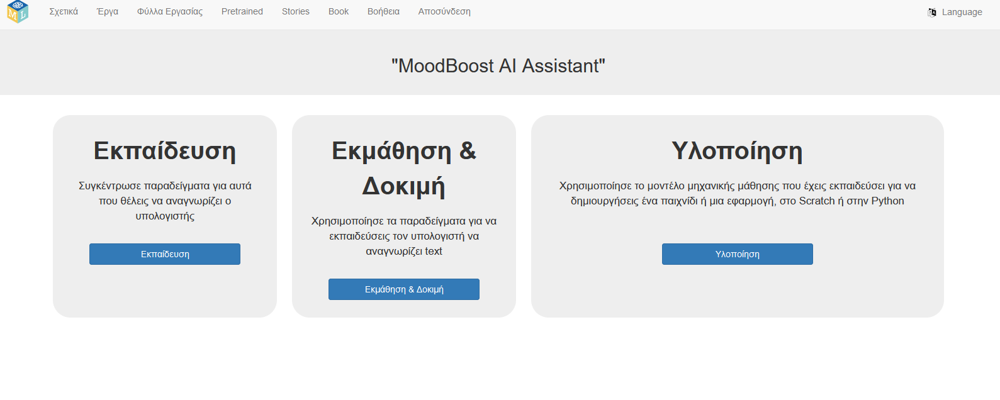 M L
Σχετικά Έργα Φύλλα Εργασίας Pretrained Stories Book Βοήθεια Αποσύνδεση Language
"MoodBoost AI Assistant"
Εκπαίδευση
Συγκέντρωσε παραδείγματα για αυτά
που θέλεις να αναγνωρίζει ο
υπολογιστής
Εκπαίδευση
Εκμάθηση &
Δοκιμή
Χρησιμοποίησε τα παραδείγματα για να
εκπαιδεύσεις τον υπολογιστή να
αναγνωρίζει text
Εκμάθηση & Δοκιμή
Υλοποίηση
Χρησιμοποίησε το μοντέλο μηχανικής μάθησης που έχεις εκπαιδεύσει για να
δημιουργήσεις ένα παιχνίδι ή μια εφαρμογή, στο Scratch ή στην Python
Υλοποίηση